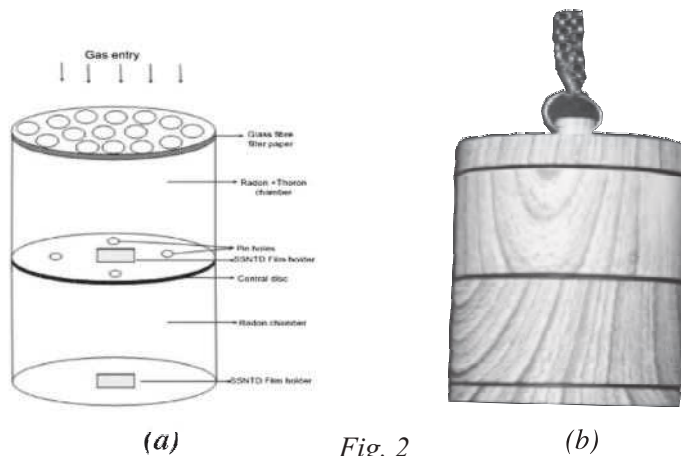 Gas entry
Glass fibre
filter paper
Radon +Thoron
chamber
Pin holes
SSNTD Film holder
Central disc
Radon chamber
SSNTD Film holder
(a)
Fig. 2
(b)